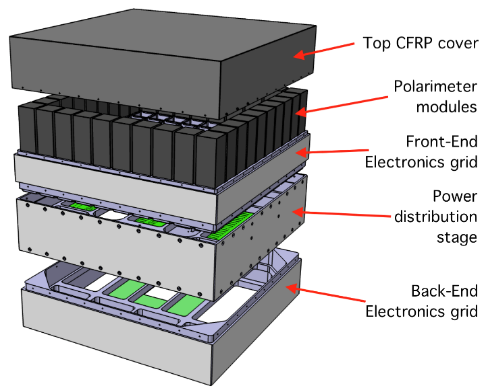 Top CFRP cover
Polarimeter
modules
Front-End
Electronics grid
Power
distribution
stage
Back-End
Electronics grid